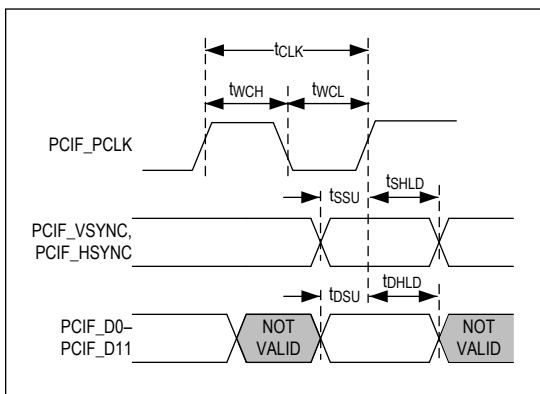 tCLK
tWCH
tWCL
PCIF_PCLK
tSSU
tSHLD
PCIF_VSYNC,
PCIF_HSYNC
tDSU
tDHLD
PCIF_D0–
PCIF_D11
NOT
VALID
NOT
VALID